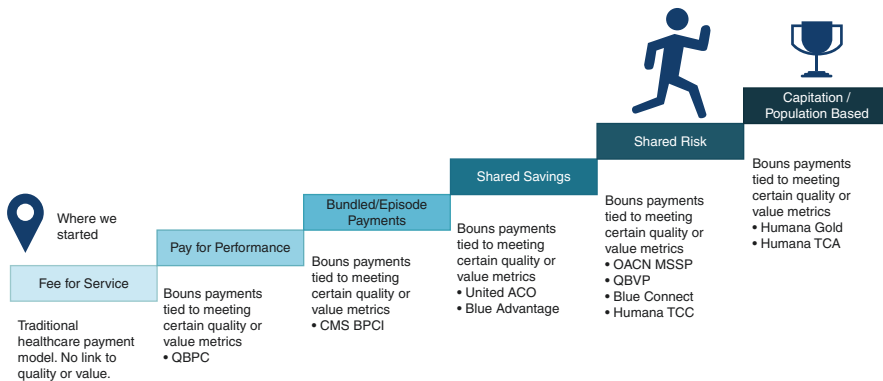 Where we
started
Fee for Service
Traditional
healthcare payment
model. No link to
quality or value.
Pay for Performance
Bouns payments
tied to meeting
certain quality or
value metrics
• QBPC
Bundled/Episode
Payments
Bouns payments
tied to meeting
certain quality or
value metrics
• CMS BPCI
Shared Savings
Bouns payments
tied to meeting
certain quality or
value metrics
• United ACO
• Blue Advantage
Shared Risk
Bouns payments
tied to meeting
certain quality or
value metrics
• OACN MSSP
• QBVP
• Blue Connect
• Humana TCC
Capitation /
Population Based
Bouns payments
tied to meeting
certain quality or
value metrics
• Humana Gold
• Humana TCA